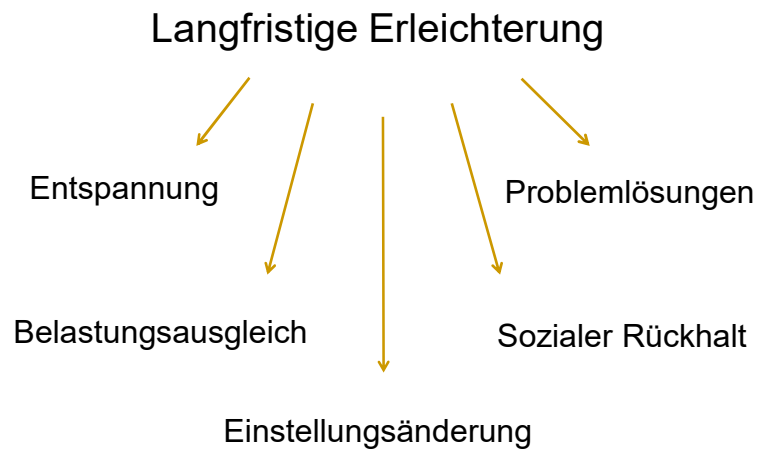 Langfristige Erleichterung
Entspannung
Problemlösungen
Belastungsausgleich
Sozialer Rückhalt
Einstellungsänderung